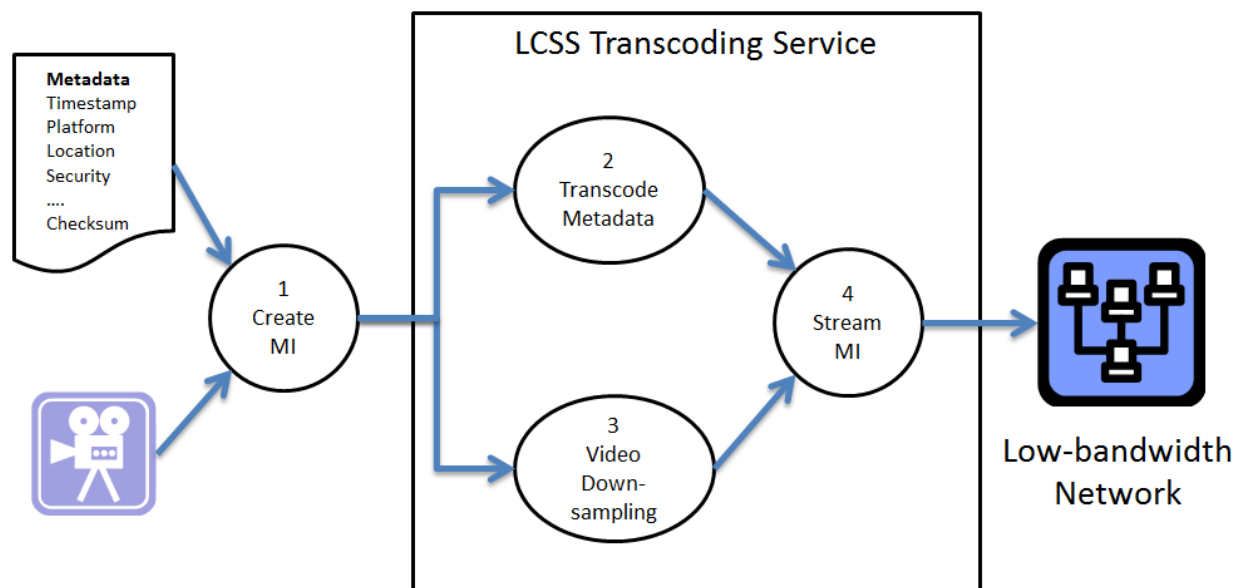 LCSS Transcoding Service
Metadata
Timestamp
Platform
Location
Security
....
Checksum
1
Create
MI
2
Transcode
Metadata
3
Video
Down-
sampling
4
Stream
MI
Low-bandwidth
Network